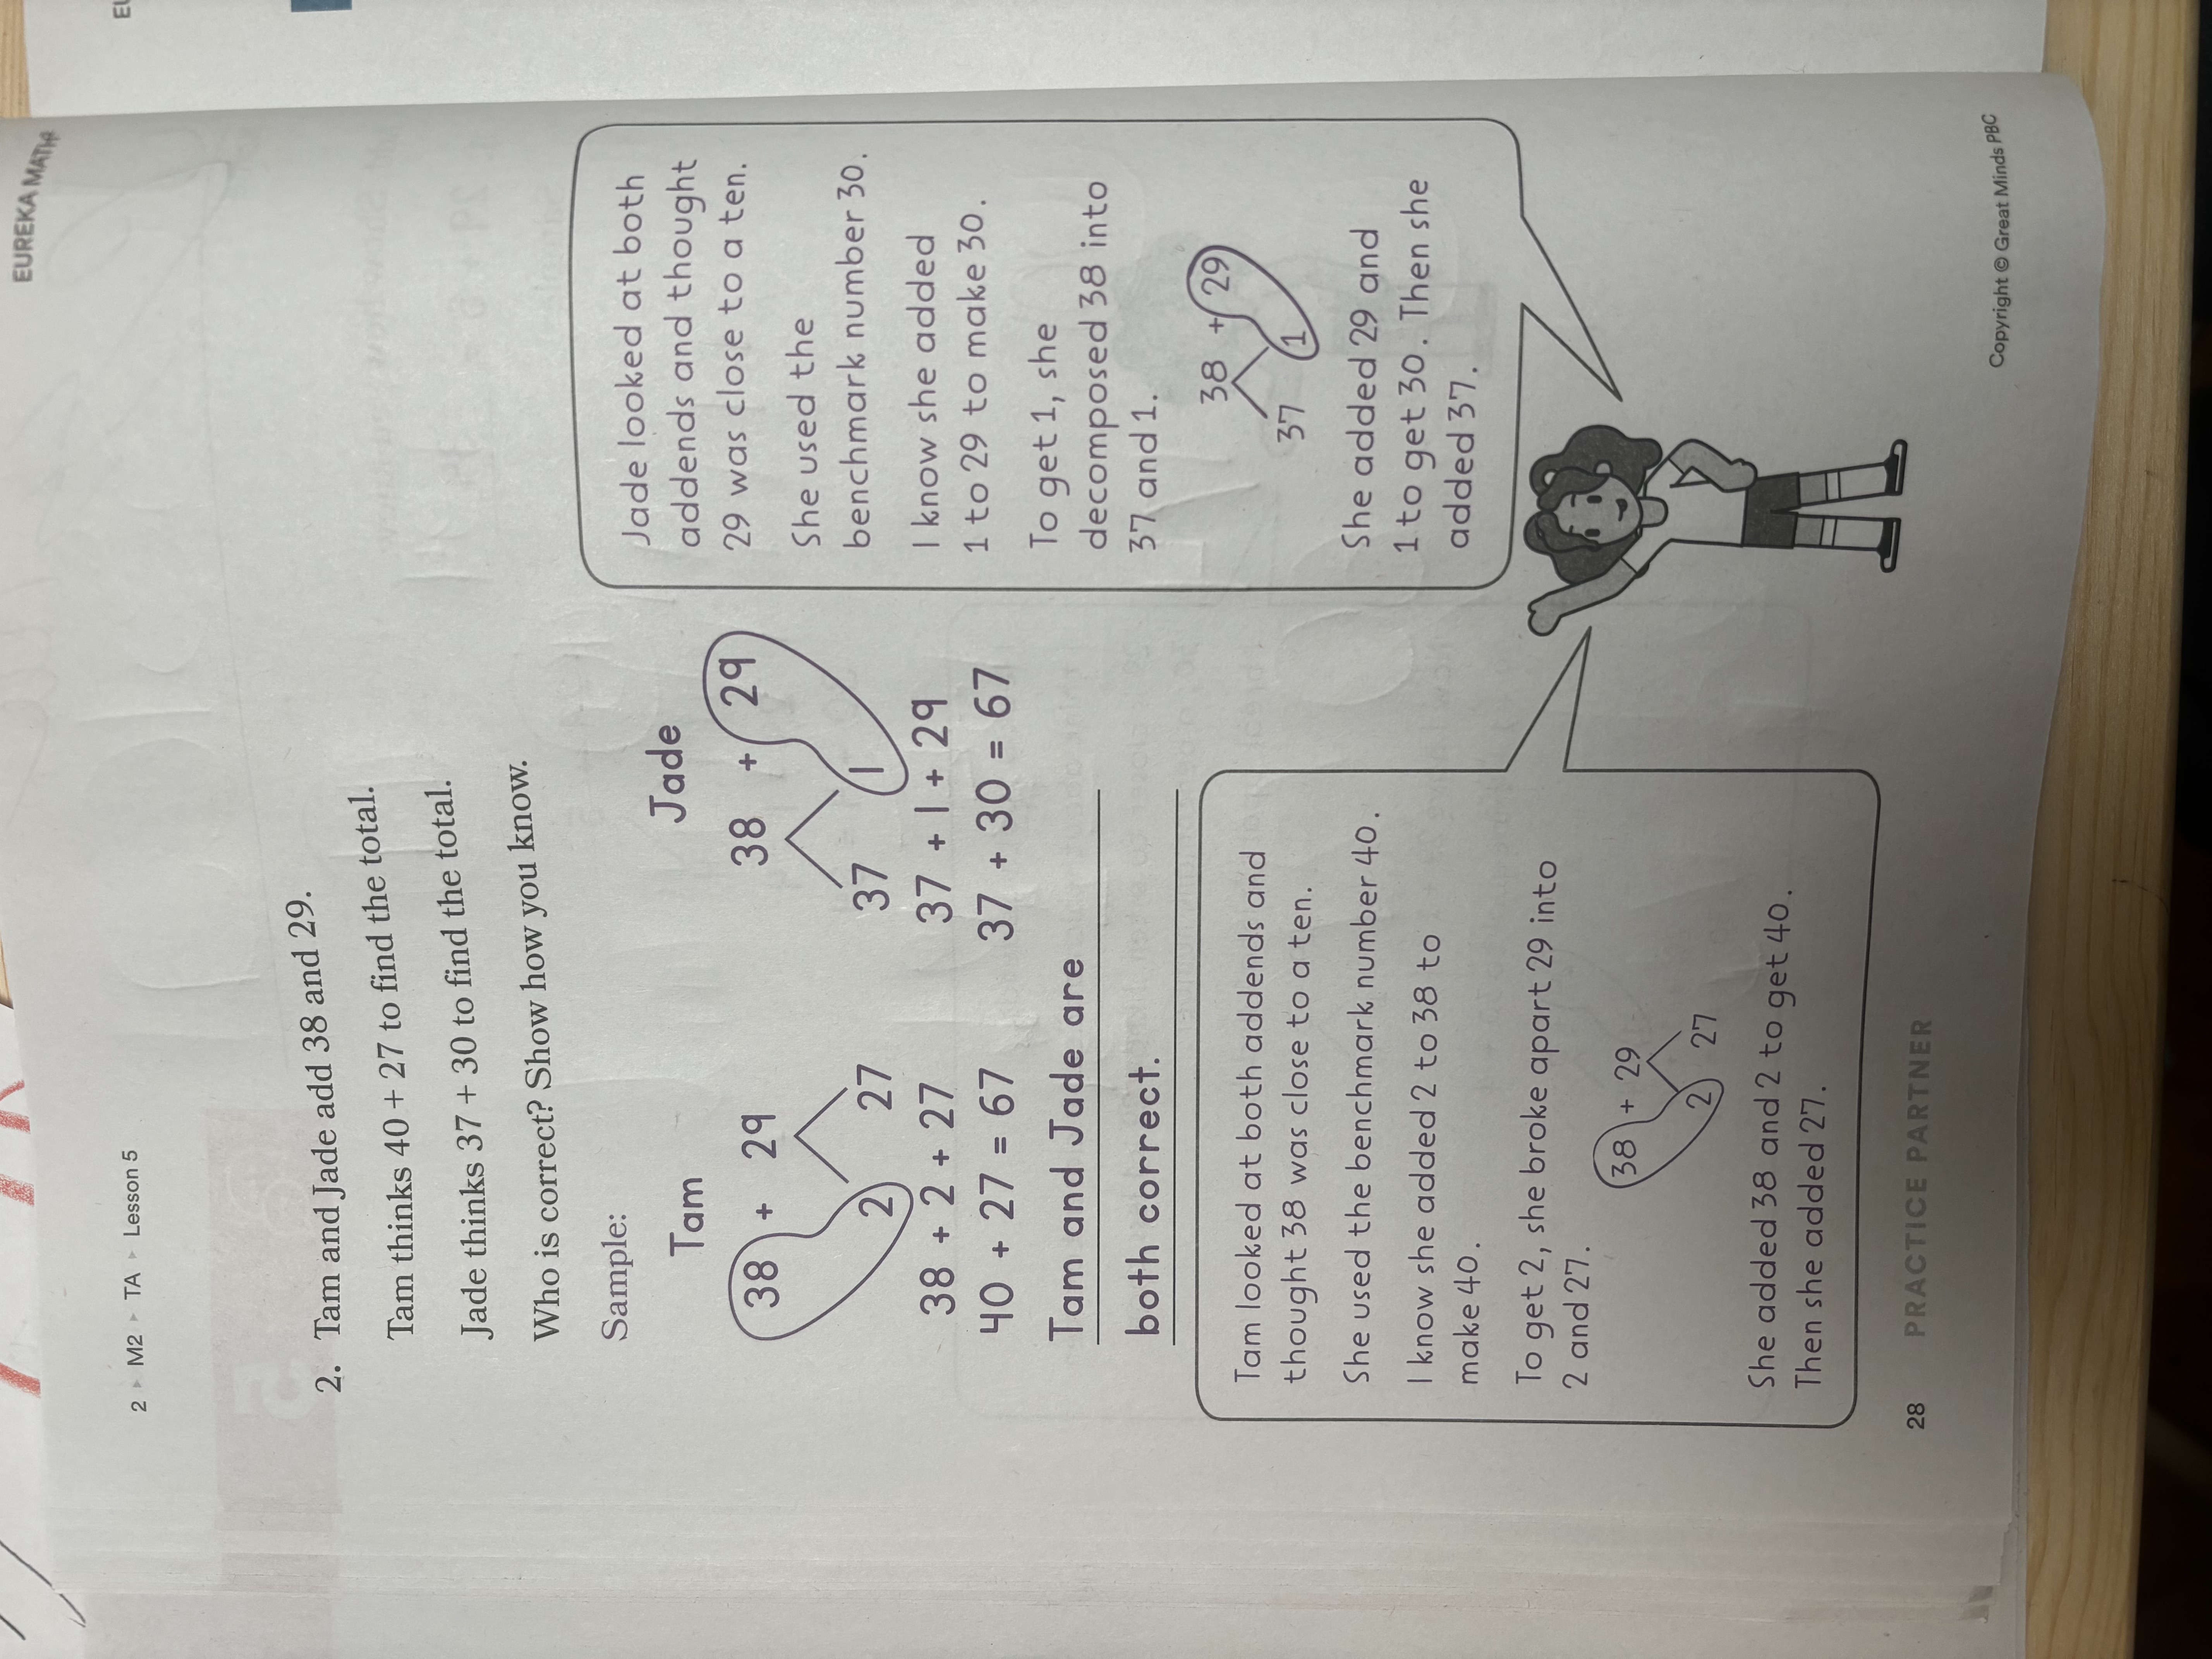 EUREKA MATH
2 ▸ M2 ▸ TA ▸ Lesson 5
2. Tam and Jade add 38 and 29.
Tam thinks 40 + 27 to find the total.
Jade thinks 37 + 30 to find the total.
Who is correct? Show how you know.
Sample:
Tam
38 + 29
2 27
38 + 2 + 27
40 + 27 = 67
Jade
38 + 29
37 1
37 + 1 + 29
37 + 30 = 67
Tam and Jade are
both correct.
Tam looked at both addends and
thought 38 was close to a ten.
She used the benchmark number 40.
I know she added 2 to 38 to
make 40.
To get 2, she broke apart 29 into
2 and 27.
38 + 29
2 27
She added 38 and 2 to get 40.
Then she added 27.
Jade looked at both
addends and thought
29 was close to a ten.
She used the
benchmark number 30.
I know she added
1 to 29 to make 30.
To get 1, she
decomposed 38 into
37 and 1.
38 + 29
37 1
She added 29 and
1 to get 30. Then she
added 37.
28 PRACTICE PARTNER
Copyright © Great Minds PBC